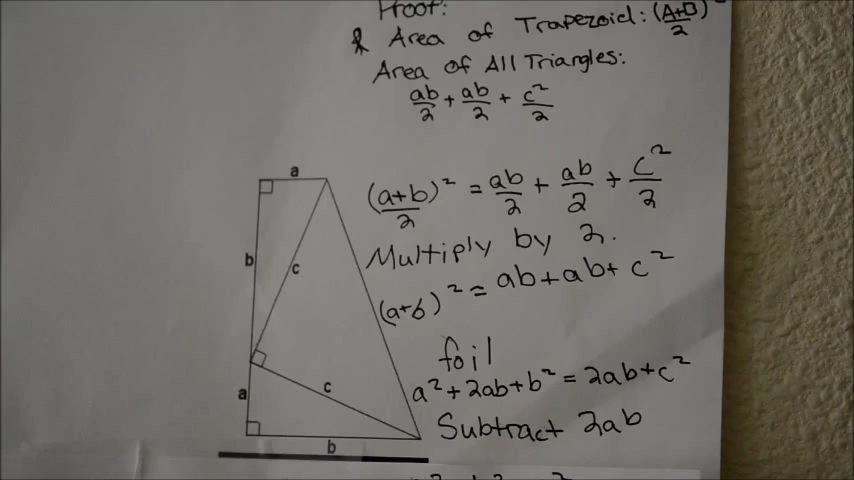 Proof:
Area of Trapezoid: (A+B)²/2
Area of All Triangles:
ab/2 + ab/2 + c²/2
a
(a+b)²/2 = ab/2 + ab/2 + c²/2
b
c
Multiply by 2.
(a+b)² = ab+ab+c²
foil
a
c
a²+2ab+b² = 2ab+c²
Subtract 2ab
b